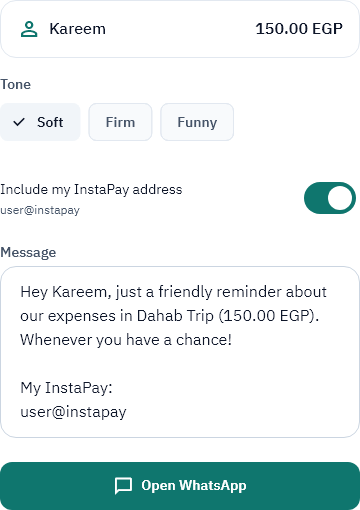 Kareem 150.00 EGP
Tone
Soft Firm Funny
Include my InstaPay address
user@instapay
Message
Hey Kareem, just a friendly reminder about
our expenses in Dahab Trip (150.00 EGP).
Whenever you have a chance!
My InstaPay:
user@instapay
Open WhatsApp